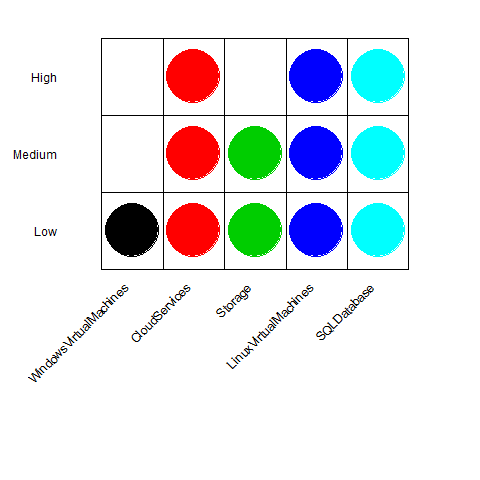 High
Medium
Low
WindowsVirtualMachines
CloudServices
Storage
LinuxVirtualMachines
SQLDatabase